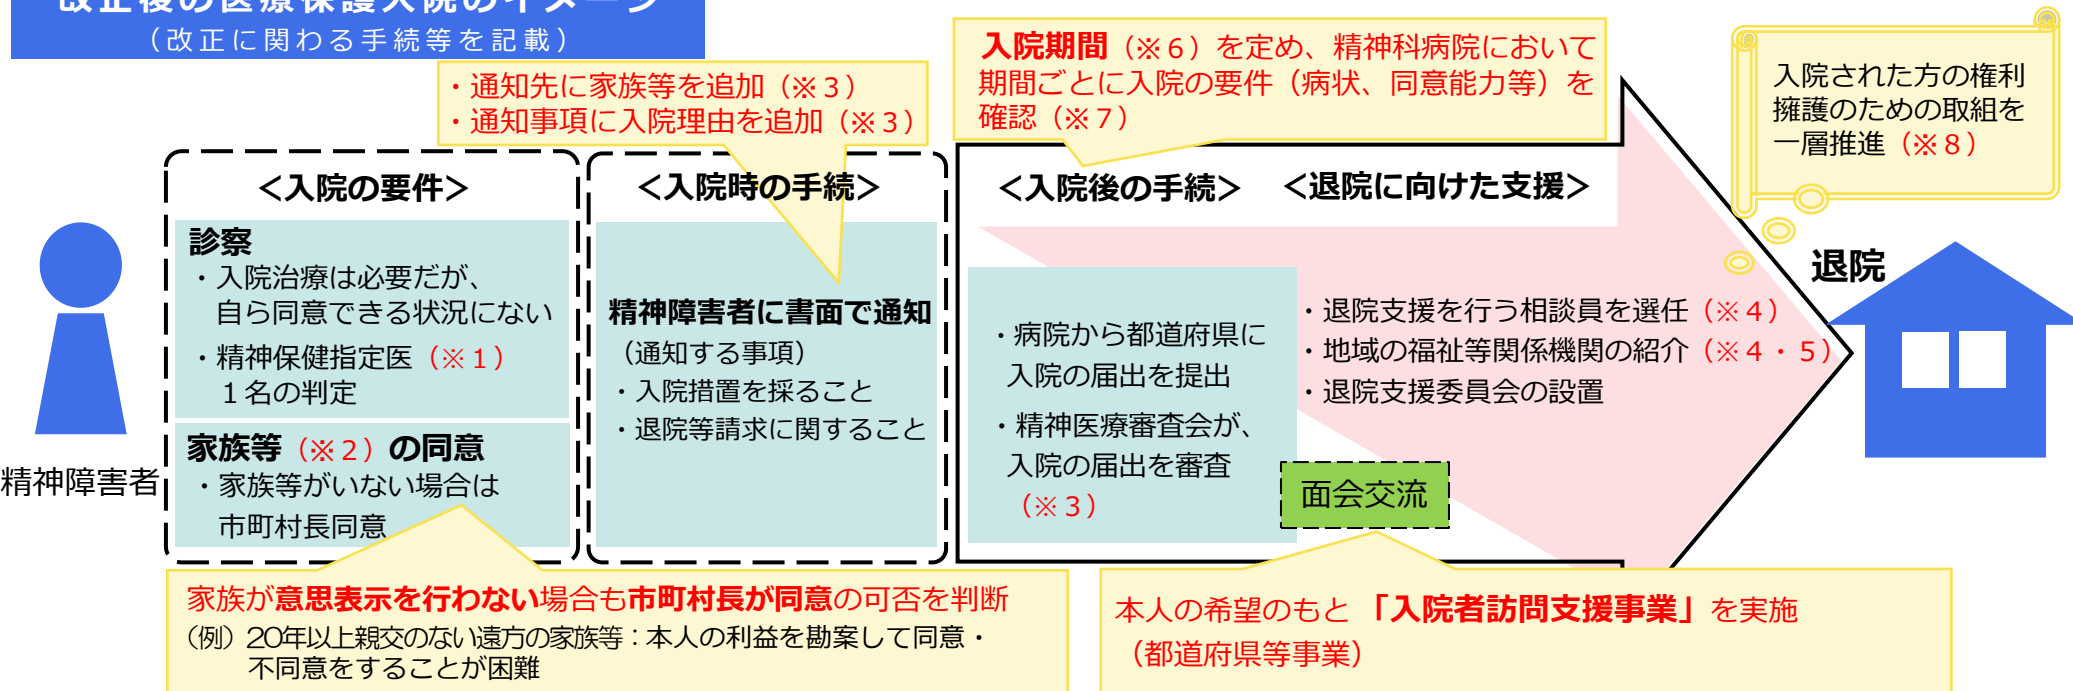 改正後の医療保護入院のイメージ
（改正に関わる手続等を記載）
・通知先に家族等を追加（※３）
・通知事項に入院理由を追加（※３）
入院期間（※６）を定め、精神科病院において
期間ごとに入院の要件（病状、同意能力等）を
確認（※７）
入院された方の権利
擁護のための取組を
一層推進（※８）
精神障害者
＜入院の要件＞
診察
・入院治療は必要だが、
自ら同意できる状況にない
・精神保健指定医（※１）
１名の判定
家族等（※２）の同意
・家族等がいない場合は
市町村長同意
＜入院時の手続＞
精神障害者に書面で通知
（通知する事項）
・入院措置を採ること
・退院等請求に関すること
＜入院後の手続＞
・病院から都道府県に
入院の届出を提出
・精神医療審査会が、
入院の届出を審査
（※３）
＜退院に向けた支援＞
・退院支援を行う相談員を選任（※４）
・地域の福祉等関係機関の紹介（※４・５）
・退院支援委員会の設置
面会交流
退院
家族が意思表示を行わない場合も市町村長が同意の可否を判断
（例）20年以上親交のない遠方の家族等：本人の利益を勘案して同意・
不同意をすることが困難
本人の希望のもと「入院者訪問支援事業」を実施
（都道府県等事業）